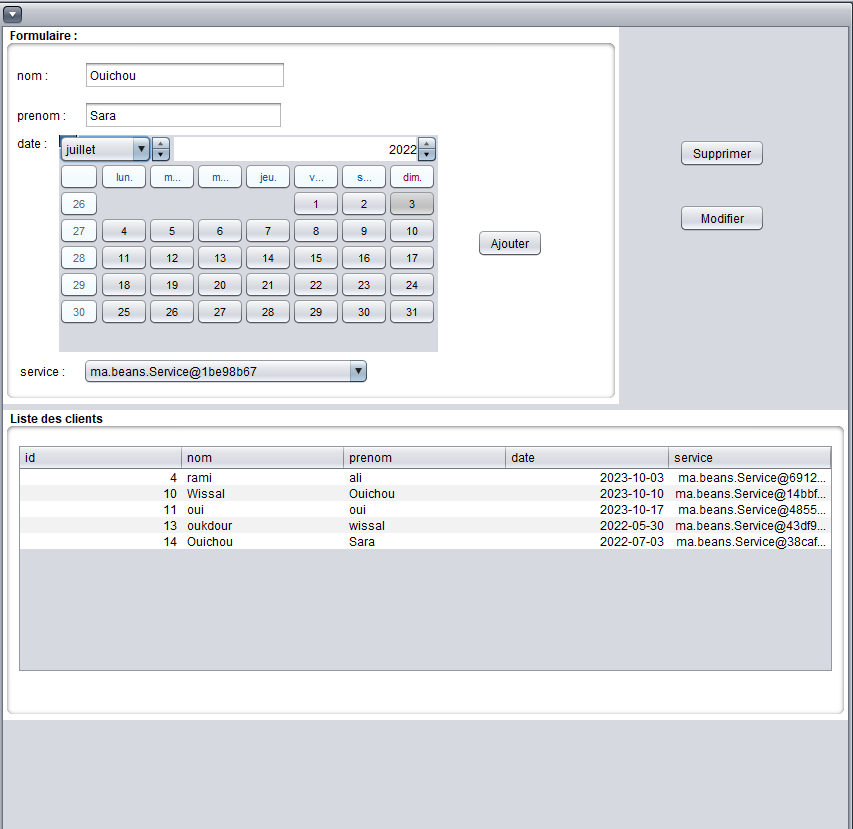 Formulaire :
nom : Ouichou
prenom : Sara
date : juillet 2022
lun. m... m... jeu. v... s... dim.
26 1 2 3
27 4 5 6 7 8 9 10
28 11 12 13 14 15 16 17
29 18 19 20 21 22 23 24
30 25 26 27 28 29 30 31
service : ma.beans.Service@1be98b67
Ajouter
Supprimer
Modifier
Liste des clients
id nom prenom date service
4 rami ali 2023-10-03 ma.beans.Service@6912...
10 Wissal Ouichou 2023-10-10 ma.beans.Service@14bbf...
11 oui oui 2023-10-17 ma.beans.Service@4855...
13 oukdour wissal 2022-05-30 ma.beans.Service@43df9...
14 Ouichou Sara 2022-07-03 ma.beans.Service@38caf...